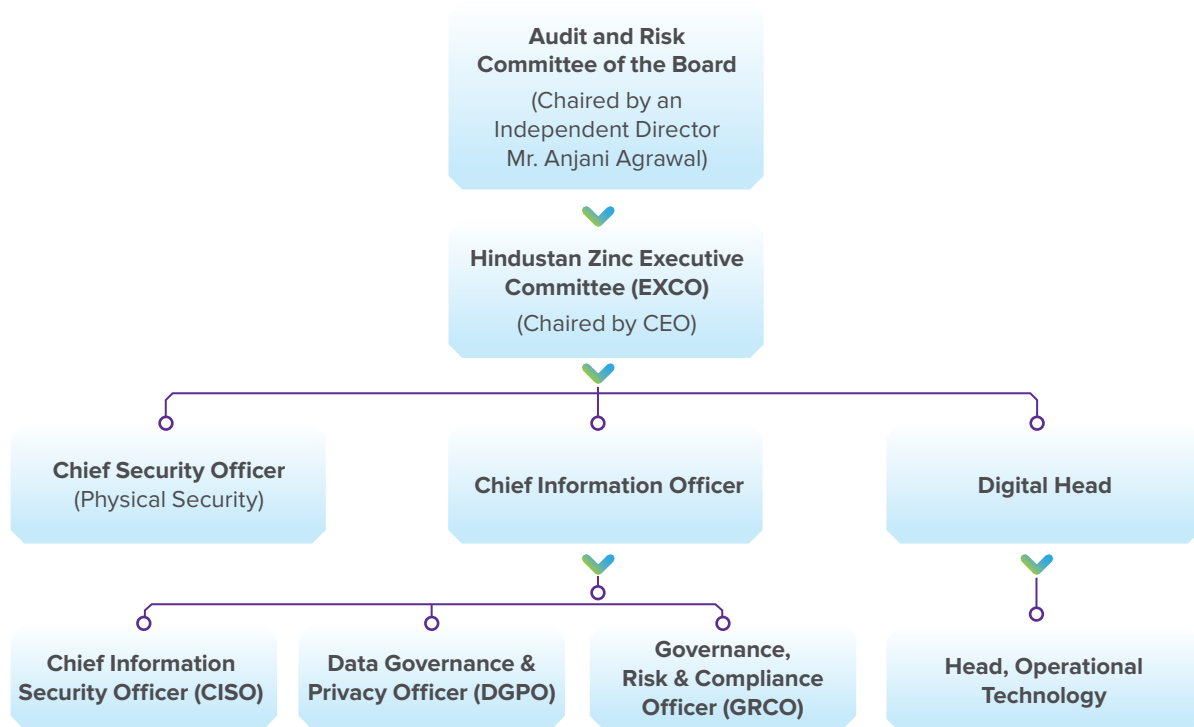 Audit and Risk
Committee of the Board
(Chaired by an
Independent Director
Mr. Anjani Agrawal)
Hindustan Zinc Executive
Committee (EXCO)
(Chaired by CEO)
Chief Security Officer
(Physical Security)
Chief Information Officer
Digital Head
Chief Information
Security Officer (CISO)
Data Governance &
Privacy Officer (DGPO)
Governance,
Risk & Compliance
Officer (GRCO)
Head, Operational
Technology